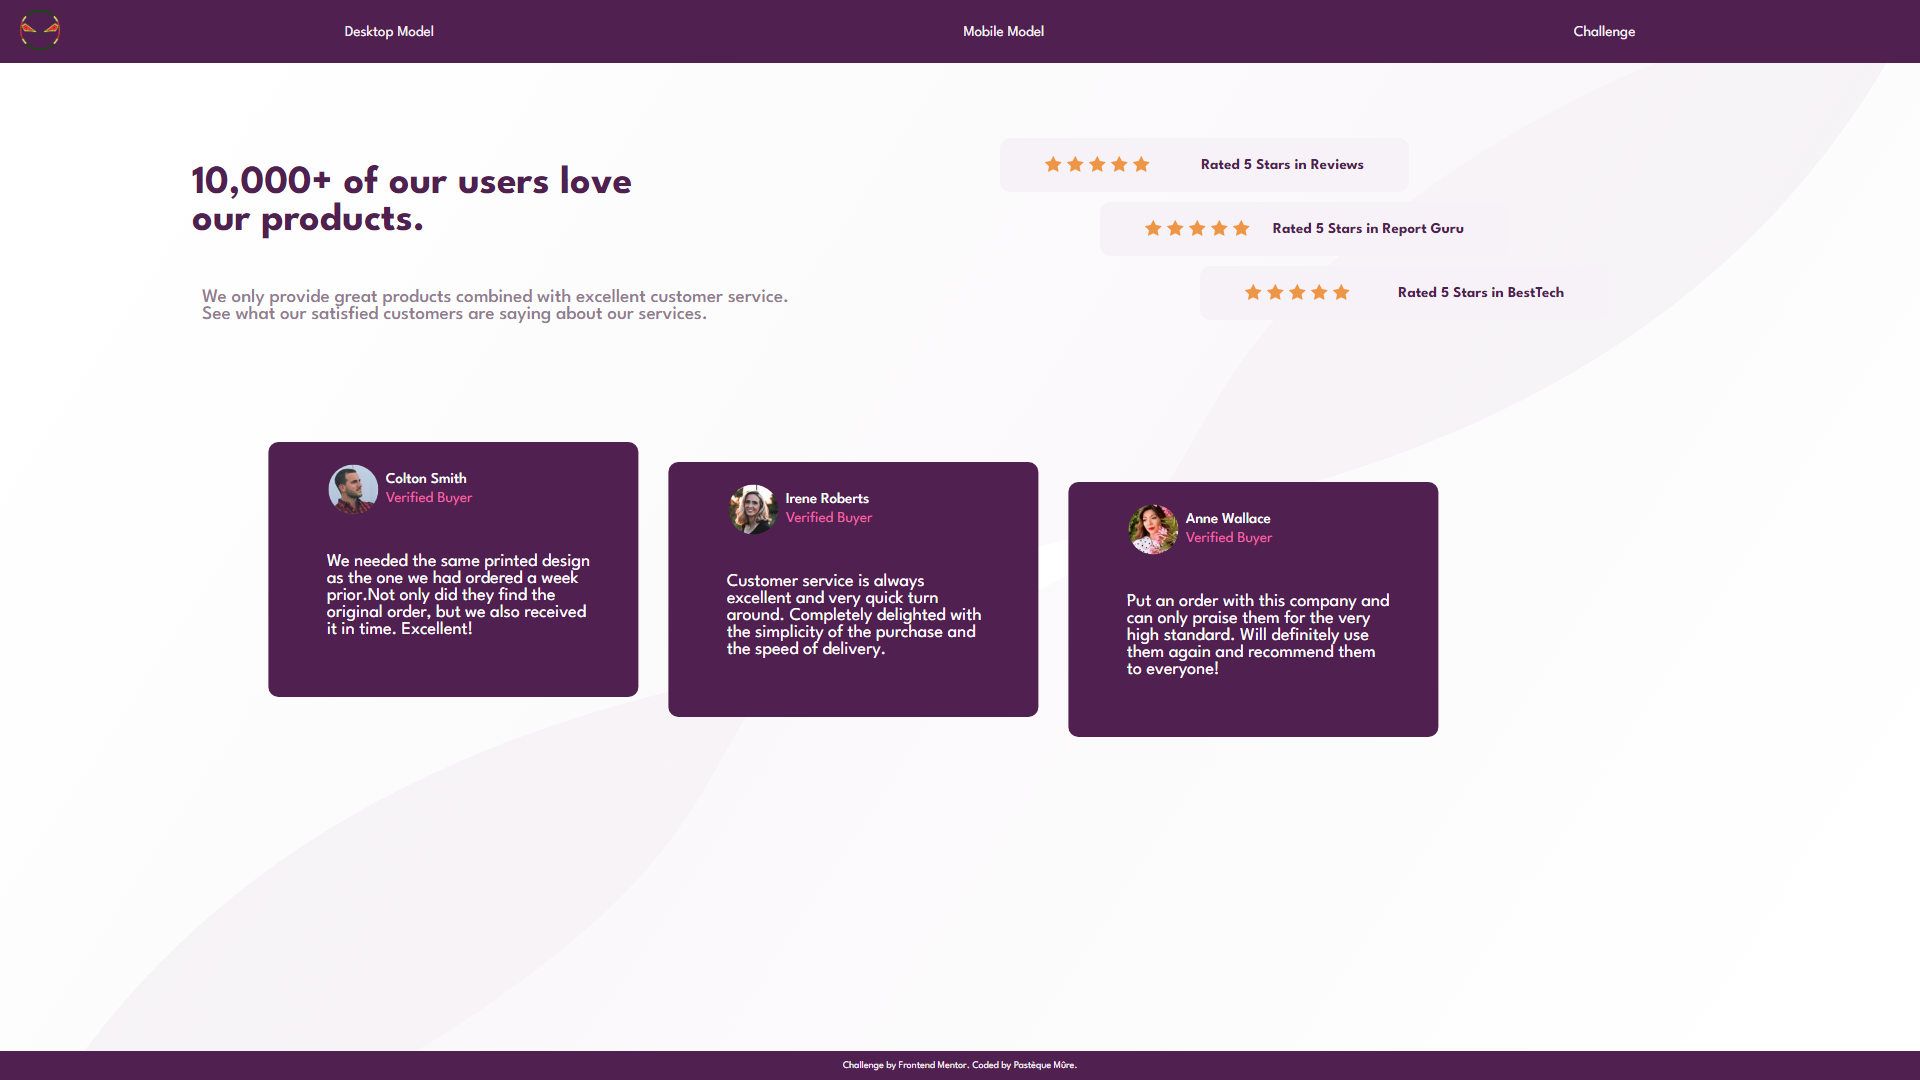 Desktop Model
Mobile Model
Challenge
10,000+ of our users love
our products.
We only provide great products combined with excellent customer service.
See what our satisfied customers are saying about our services.
Rated 5 Stars in Reviews
Rated 5 Stars in Report Guru
Rated 5 Stars in BestTech
Colton Smith
Verified Buyer
We needed the same printed design
as the one we had ordered a week
prior.Not only did they find the
original order, but we also received
it in time. Excellent!
Irene Roberts
Verified Buyer
Customer service is always
excellent and very quick turn
around. Completely delighted with
the simplicity of the purchase and
the speed of delivery.
Anne Wallace
Verified Buyer
Put an order with this company and
can only praise them for the very
high standard. Will definitely use
them again and recommend them
to everyone!
Challenge by Frontend Mentor. Coded by Pastèque Mûre.